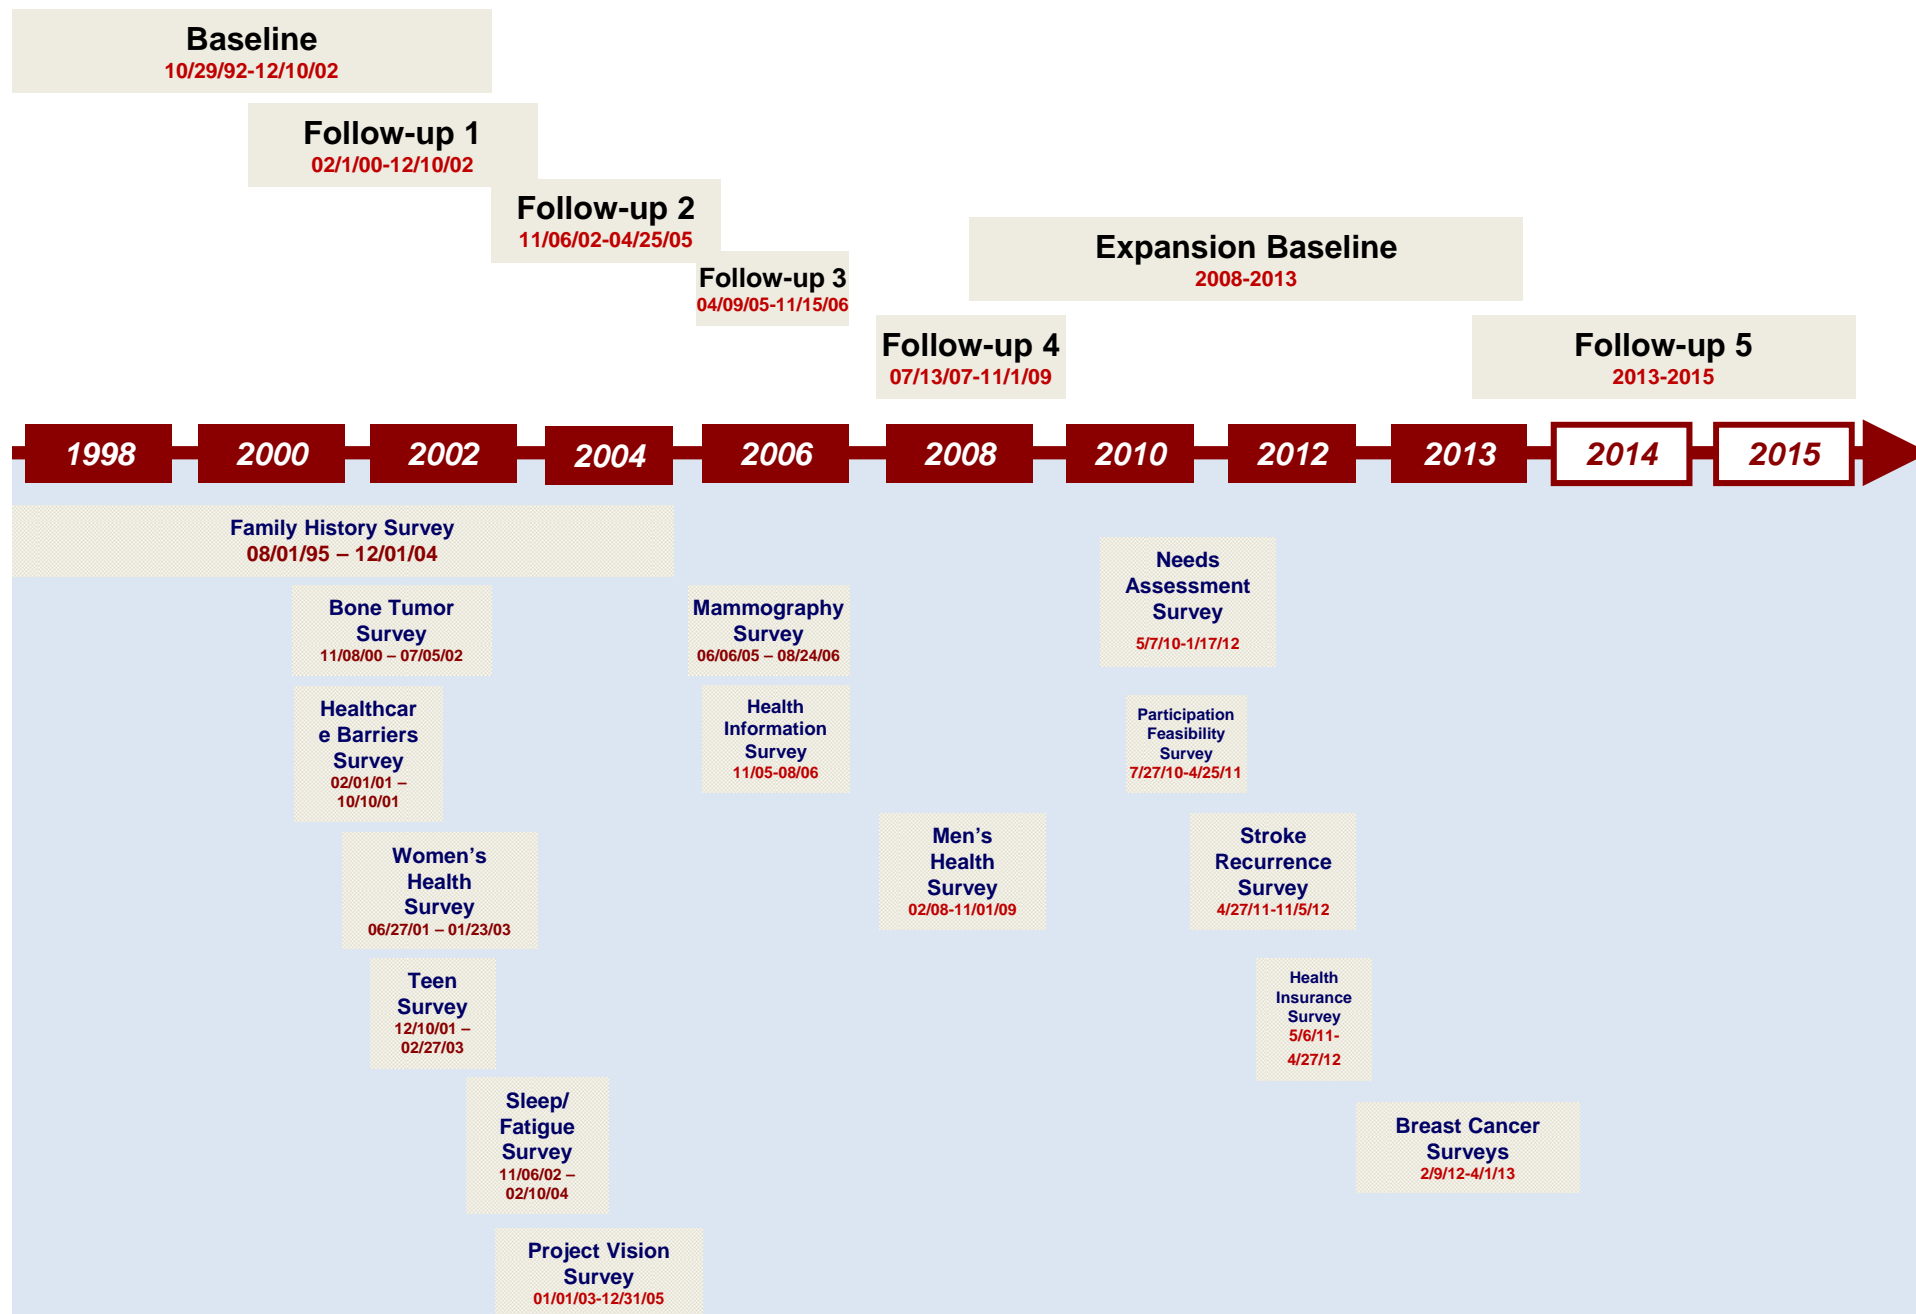 Baseline
10/29/92-12/10/02
Follow-up 1
02/1/00-12/10/02
Follow-up 2
11/06/02-04/25/05
Follow-up 3
04/09/05-11/15/06
Expansion Baseline
2008-2013
Follow-up 4
07/13/07-11/1/09
Follow-up 5
2013-2015
1998 2000 2002 2004 2006 2008 2010 2012 2013 2014 2015
Family History Survey
08/01/95 – 12/01/04
Bone Tumor
Survey
11/08/00 – 07/05/02
Mammography
Survey
06/06/05 – 08/24/06
Needs
Assessment
Survey
5/7/10-1/17/12
Healthcar
e Barriers
Survey
02/01/01 –
10/10/01
Health
Information
Survey
11/05-08/06
Participation
Feasibility
Survey
7/27/10-4/25/11
Women’s
Health
Survey
06/27/01 – 01/23/03
Men’s
Health
Survey
02/08-11/01/09
Stroke
Recurrence
Survey
4/27/11-11/5/12
Teen
Survey
12/10/01 –
02/27/03
Health
Insurance
Survey
5/6/11-
4/27/12
Sleep/
Fatigue
Survey
11/06/02 –
02/10/04
Breast Cancer
Surveys
2/9/12-4/1/13
Project Vision
Survey
01/01/03-12/31/05